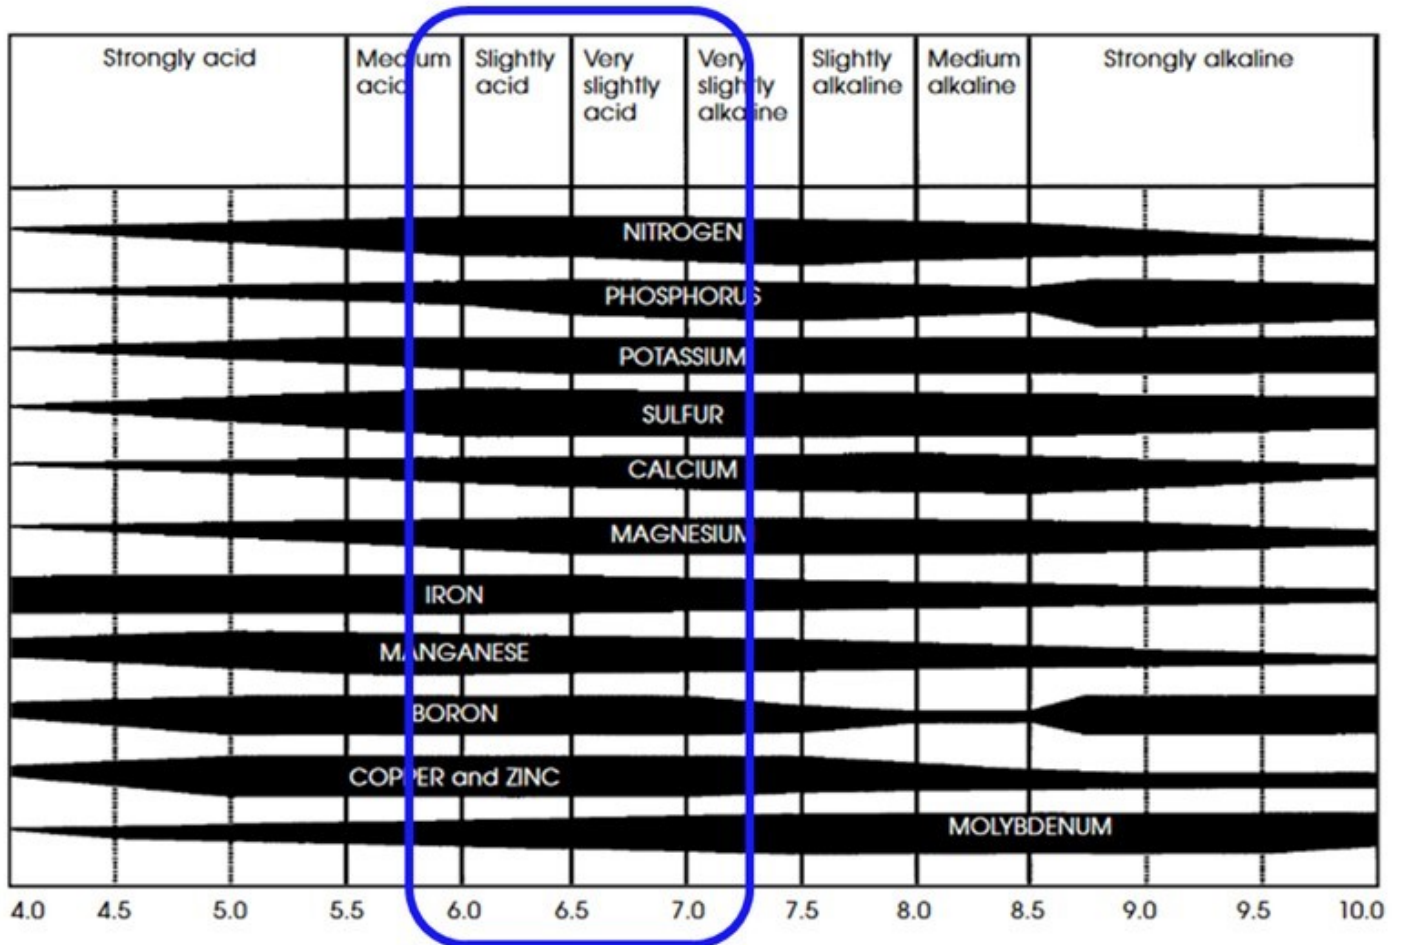 Strongly acid
Medium
acid
Slightly
acid
Very
slightly
acid
Very
slightly
alkaline
Slightly
alkaline
Medium
alkaline
Strongly alkaline
NITROGEN
PHOSPHORUS
POTASSIUM
SULFUR
CALCIUM
MAGNESIUM
IRON
MANGANESE
BORON
COPPER and ZINC
MOLYBDENUM
4.0 4.5 5.0 5.5 6.0 6.5 7.0 7.5 8.0 8.5 9.0 9.5 10.0